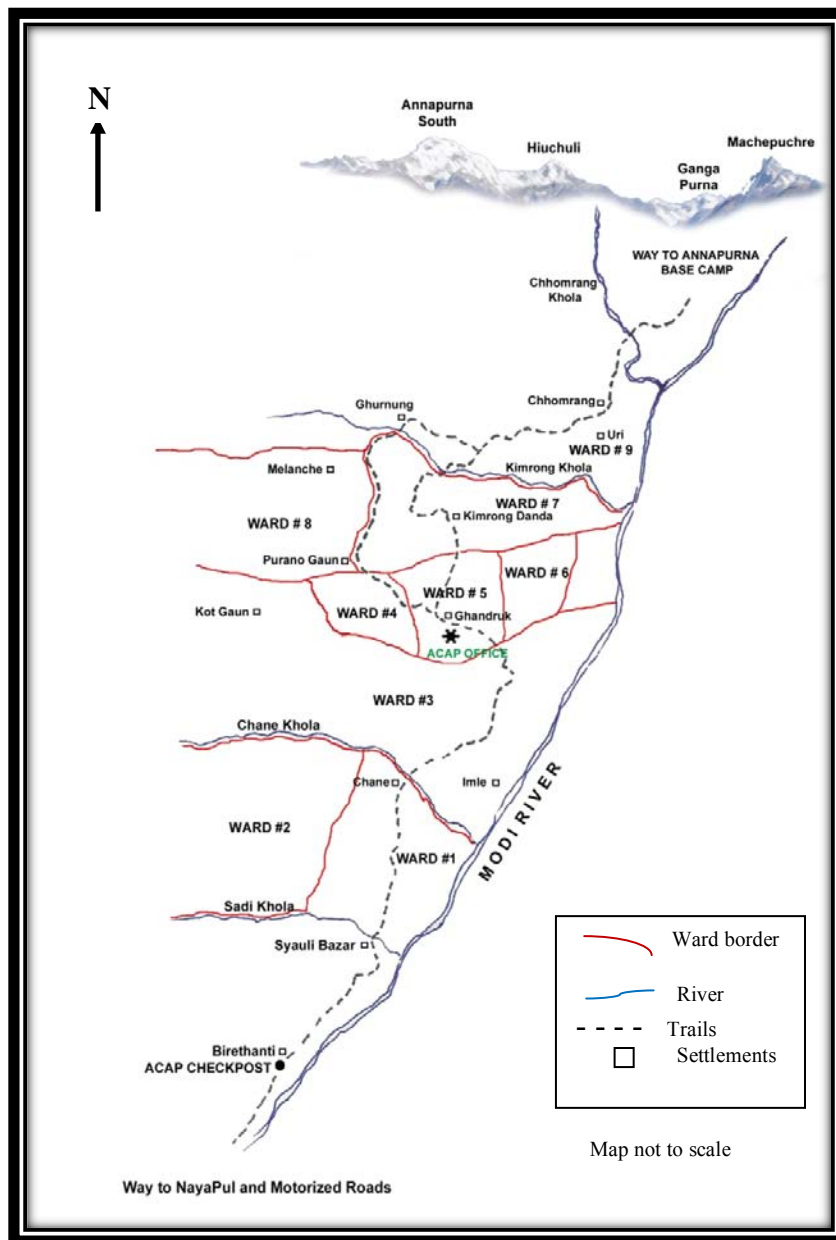 N
Annapurna
South
Hiuchuli
Machepuchre
Ganga
Purna
WAY TO ANNAPURNA
BASE CAMP
Chhomrang
Khola
Ghurnung
Chhomrang
Uri
WARD # 9
Melanche
Kimrong Khola
WARD # 7
Kimrong Danda
WARD # 8
Purano Gaun
WARD # 6
WARD # 5
Kot Gaun
WARD #4
Ghandruk
ACAP OFFICE
WARD #3
Chane Khola
Chane
Imle
MODI RIVER
WARD #2
WARD #1
Sadi Khola
Syauli Bazar
Ward border
River
Trails
Settlements
Birethanti
ACAP CHECKPOST
Map not to scale
Way to NayaPul and Motorized Roads